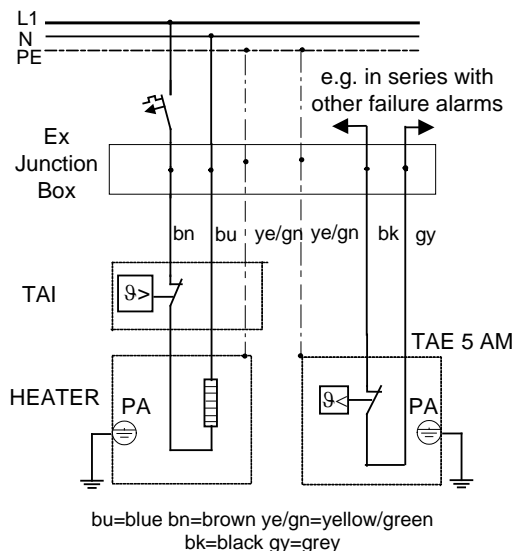 L1
N
PE
e.g. in series with
other failure alarms
Ex
Junction
Box
bn bu ye/gn ye/gn bk gy
TAI
ϑ>
TAE 5 AM
HEATER
PA
ϑ<
PA
bu=blue bn=brown ye/gn=yellow/green
bk=black gy=grey